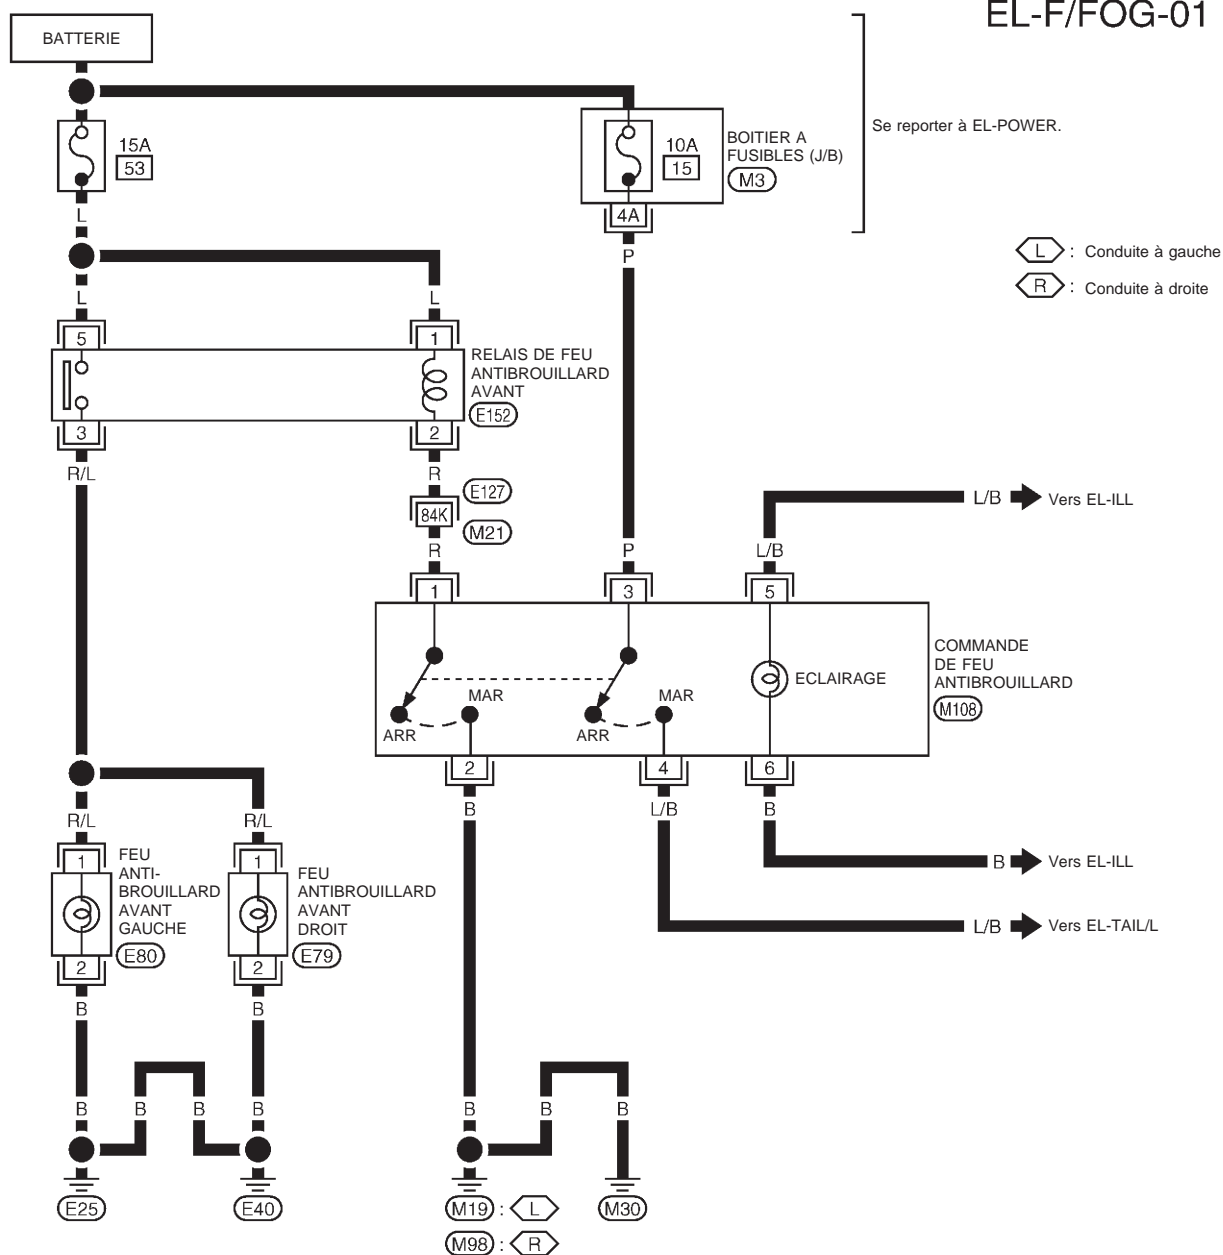 EL-F/FOG-01
BATTERIE
15A
53
10A
15
BOITIER A
FUSIBLES (J/B)
M3
Se reporter à EL-POWER.
4A
L
P
L : Conduite à gauche
R : Conduite à droite
L
L
5
1
RELAIS DE FEU
ANTIBROUILLARD
AVANT
E152
3
2
R/L
R
E127
84K
M21
L/B
Vers EL-ILL
R
P
L/B
1
3
5
COMMANDE
DE FEU
ANTIBROUILLARD
M108
ECLAIRAGE
MAR
MAR
ARR
ARR
2
4
6
B
L/B
B
R/L
R/L
1
FEU
ANTI-
BROUILLARD
AVANT
GAUCHE
E80
1
FEU
ANTIBROUILLARD
AVANT
DROIT
E79
B
Vers EL-ILL
L/B
Vers EL-TAIL/L
2
2
B
B
B
B
B
B
B
B
B
E25
E40
M19 : L
M30
M98 : R